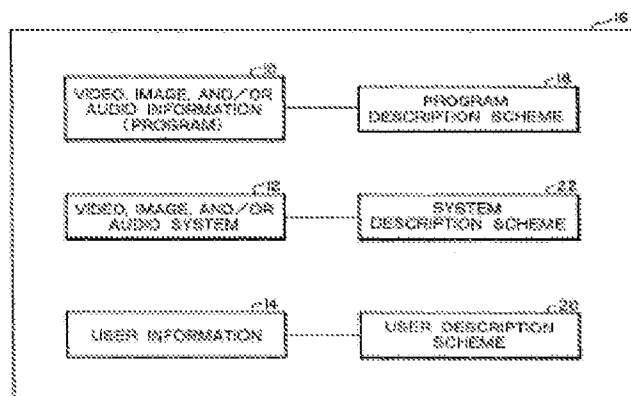 16
10
VIDEO, IMAGE, AND/OR
AUDIO INFORMATION
(PROGRAM)
18
PROGRAM
DESCRIPTION SCHEME
12
VIDEO, IMAGE, AND/OR
AUDIO SYSTEM
22
SYSTEM
DESCRIPTION SCHEME
14
USER INFORMATION
20
USER DESCRIPTION
SCHEME